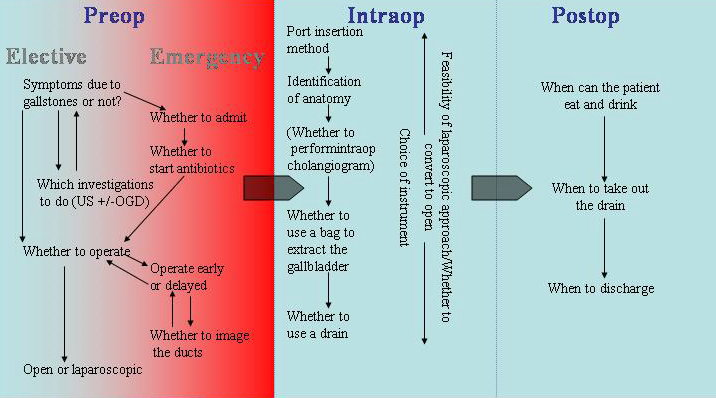 Preop
Elective
Emergency
Symptoms due to
gallstones or not?
Whether to admit
Whether to
start antibiotics
Which investigations
to do (US +/-OGD)
Whether to operate
Operate early
or delayed
Whether to image
the ducts
Open or laparoscopic
Intraop
Port insertion
method
Identification
of anatomy
(Whether to
performintraop
cholangiogram)
Whether to
use a bag to
extract the
gallbladder
Whether to
use a drain
Choice of instrument
Feasibility of laparoscopic approach/Whether to
convert to open
Postop
When can the patient
eat and drink
When to take out
the drain
When to discharge